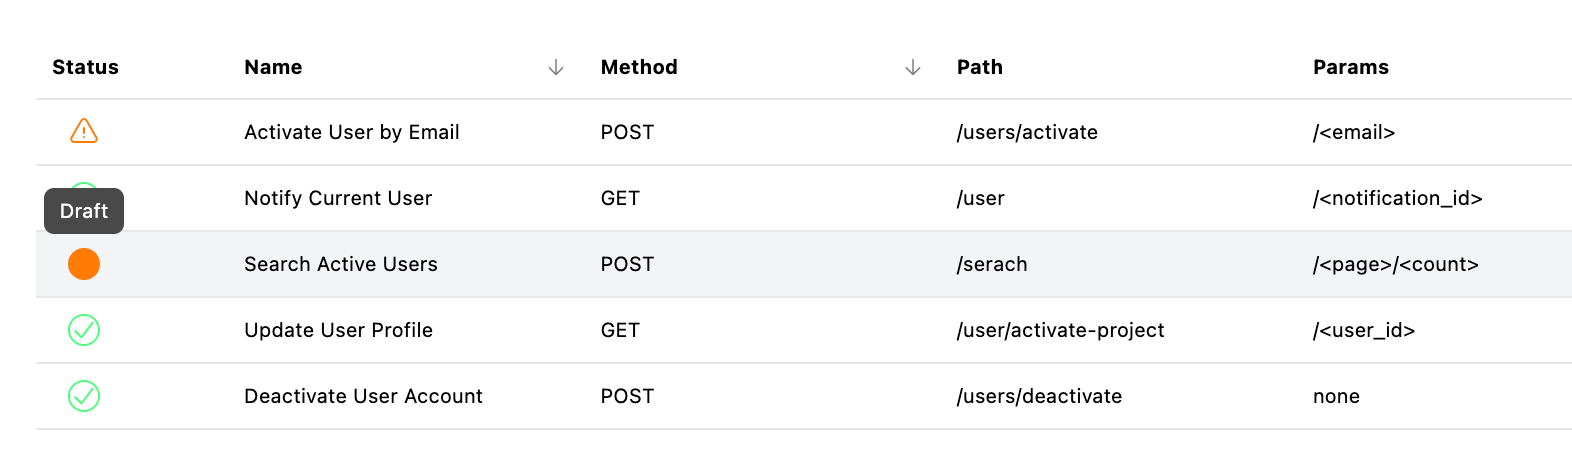 Status Name Method Path Params
Activate User by Email POST /users/activate /<email>
Notify Current User GET /user /<notification_id>
Draft
Search Active Users POST /serach /<page>/<count>
Update User Profile GET /user/activate-project /<user_id>
Deactivate User Account POST /users/deactivate none